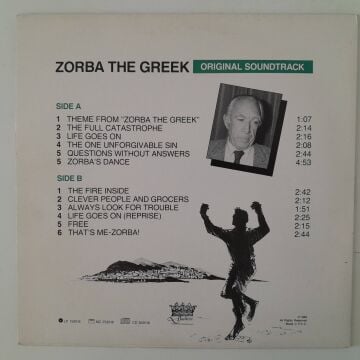 ZORBA THE GREEK ORIGINAL SOUNDTRACK
SIDE A
1 THEME FROM "ZORBA THE GREEK" 1:07
2 THE FULL CATASTROPHE 2:14
3 LIFE GOES ON 2:16
4 THE ONE UNFORGIVABLE SIN 2:08
5 QUESTIONS WITHOUT ANSWERS 2:44
5 ZORBA'S DANCE 4:53
SIDE B
1 THE FIRE INSIDE 2:42
2 CLEVER PEOPLE AND GROCERS 2:12
3 ALWAYS LOOK FOR TROUBLE 1:51
4 LIFE GOES ON (REPRISE) 2:25
5 FREE 2:15
6 THAT'S ME-ZORBA! 2:44
All Rights Reserved